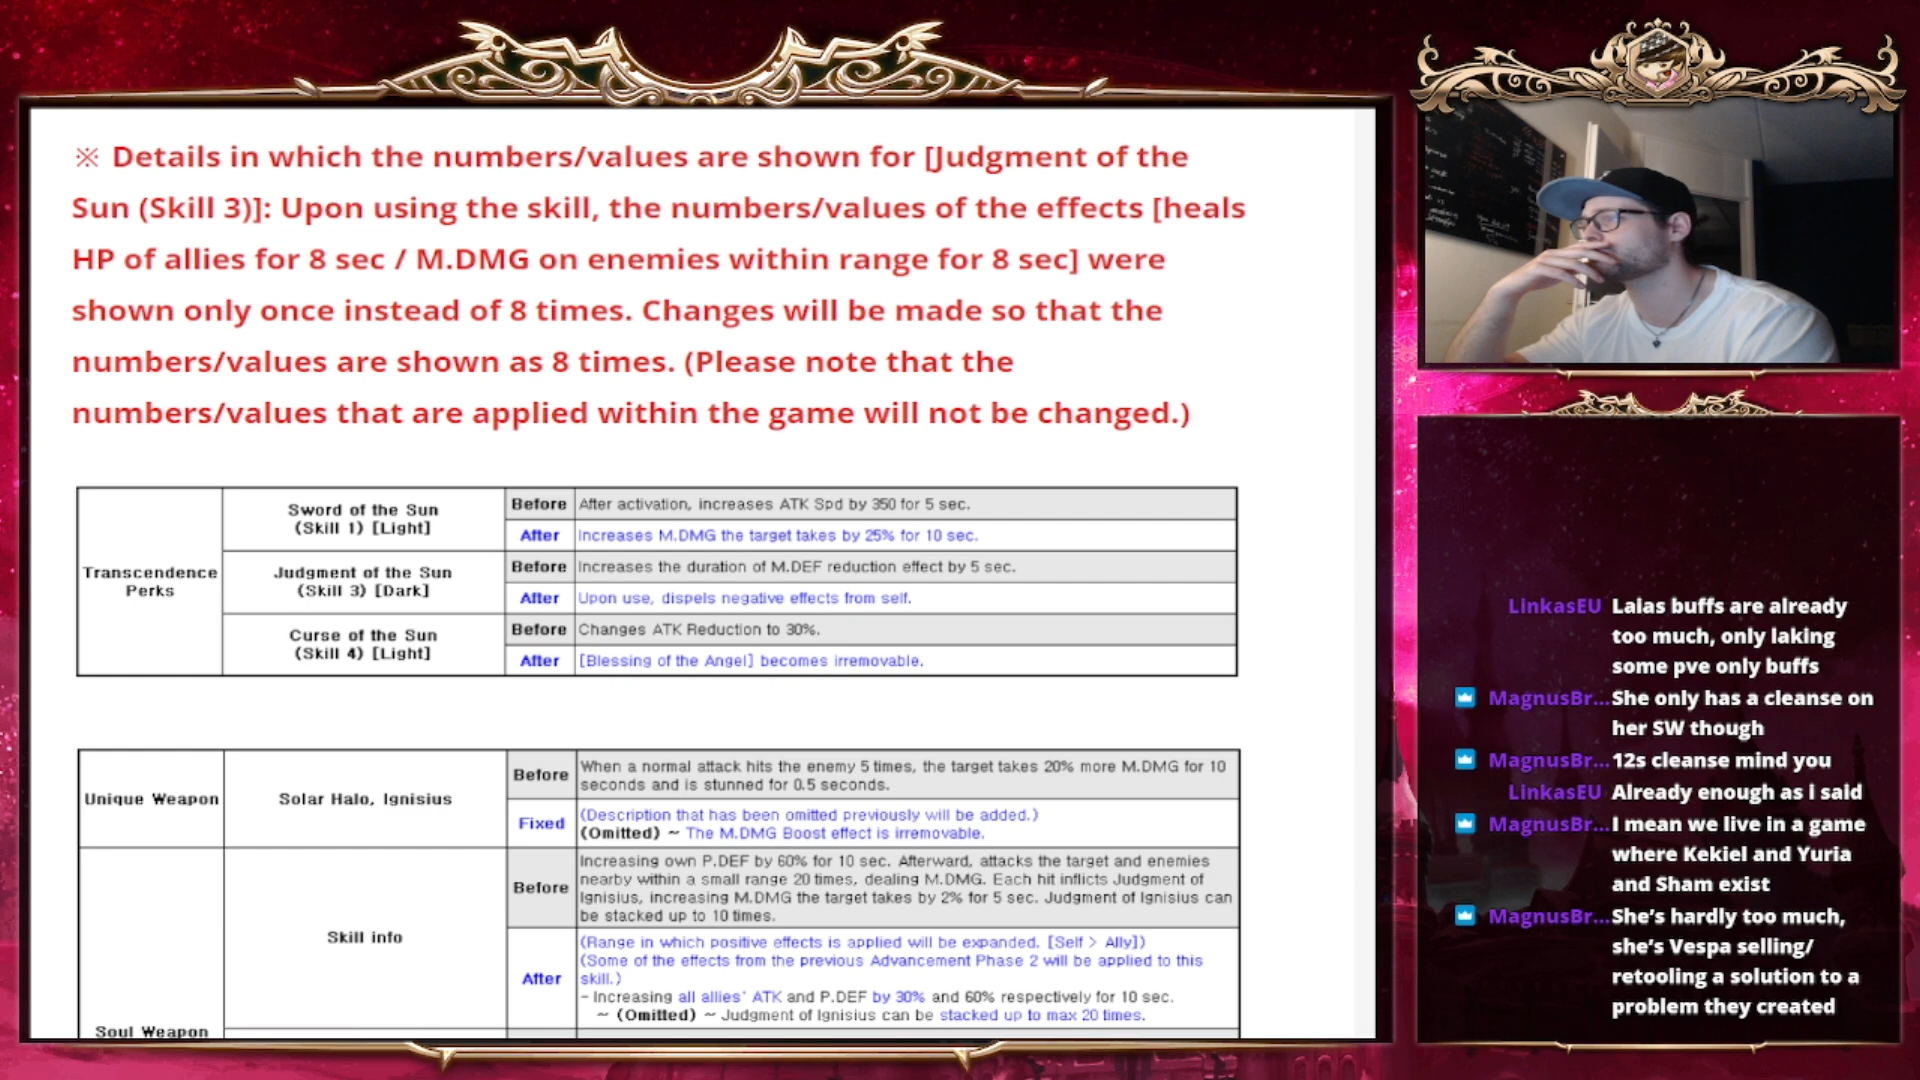 ※ Details in which the numbers/values are shown for [Judgment of the
Sun (Skill 3)]: Upon using the skill, the numbers/values of the effects [heals
HP of allies for 8 sec / M.DMG on enemies within range for 8 sec] were
shown only once instead of 8 times. Changes will be made so that the
numbers/values are shown as 8 times. (Please note that the
numbers/values that are applied within the game will not be changed.)
Transcendence
Perks
Sword of the Sun
(Skill 1) [Light]
Before
After activation, increases ATK Spd by 350 for 5 sec.
After
Increases M.DMG the target takes by 25% for 10 sec.
Judgment of the Sun
(Skill 3) [Dark]
Before
Increases the duration of M.DEF reduction effect by 5 sec.
After
Upon use, dispels negative effects from self.
Curse of the Sun
(Skill 4) [Light]
Before
Changes ATK Reduction to 30%.
After
[Blessing of the Angel] becomes irremovable.
Unique Weapon
Solar Halo, Ignisius
Before
When a normal attack hits the enemy 5 times, the target takes 20% more M.DMG for 10
seconds and is stunned for 0.5 seconds.
Fixed
(Description that has been omitted previously will be added.)
(Omitted) ~ The M.DMG Boost effect is irremovable.
Soul Weapon
Skill info
Before
Increasing own P.DEF by 60% for 10 sec. Afterward, attacks the target and enemies
nearby within a small range 20 times, dealing M.DMG. Each hit inflicts Judgment of
Ignisius, increasing M.DMG the target takes by 2% for 5 sec. Judgment of Ignisius can
be stacked up to 10 times.
After
(Range in which positive effects is applied will be expanded. [Self > Ally])
(Some of the effects from the previous Advancement Phase 2 will be applied to this
skill.)
- Increasing all allies' ATK and P.DEF by 30% and 60% respectively for 10 sec.
~ (Omitted) ~ Judgment of Ignisius can be stacked up to max 20 times.
LinkasEU Laias buffs are already
too much, only laking
some pve only buffs
MagnusBr... She only has a cleanse on
her SW though
MagnusBr... 12s cleanse mind you
LinkasEU Already enough as i said
MagnusBr... I mean we live in a game
where Kekiel and Yuria
and Sham exist
MagnusBr... She's hardly too much,
she's Vespa selling/
retooling a solution to a
problem they created